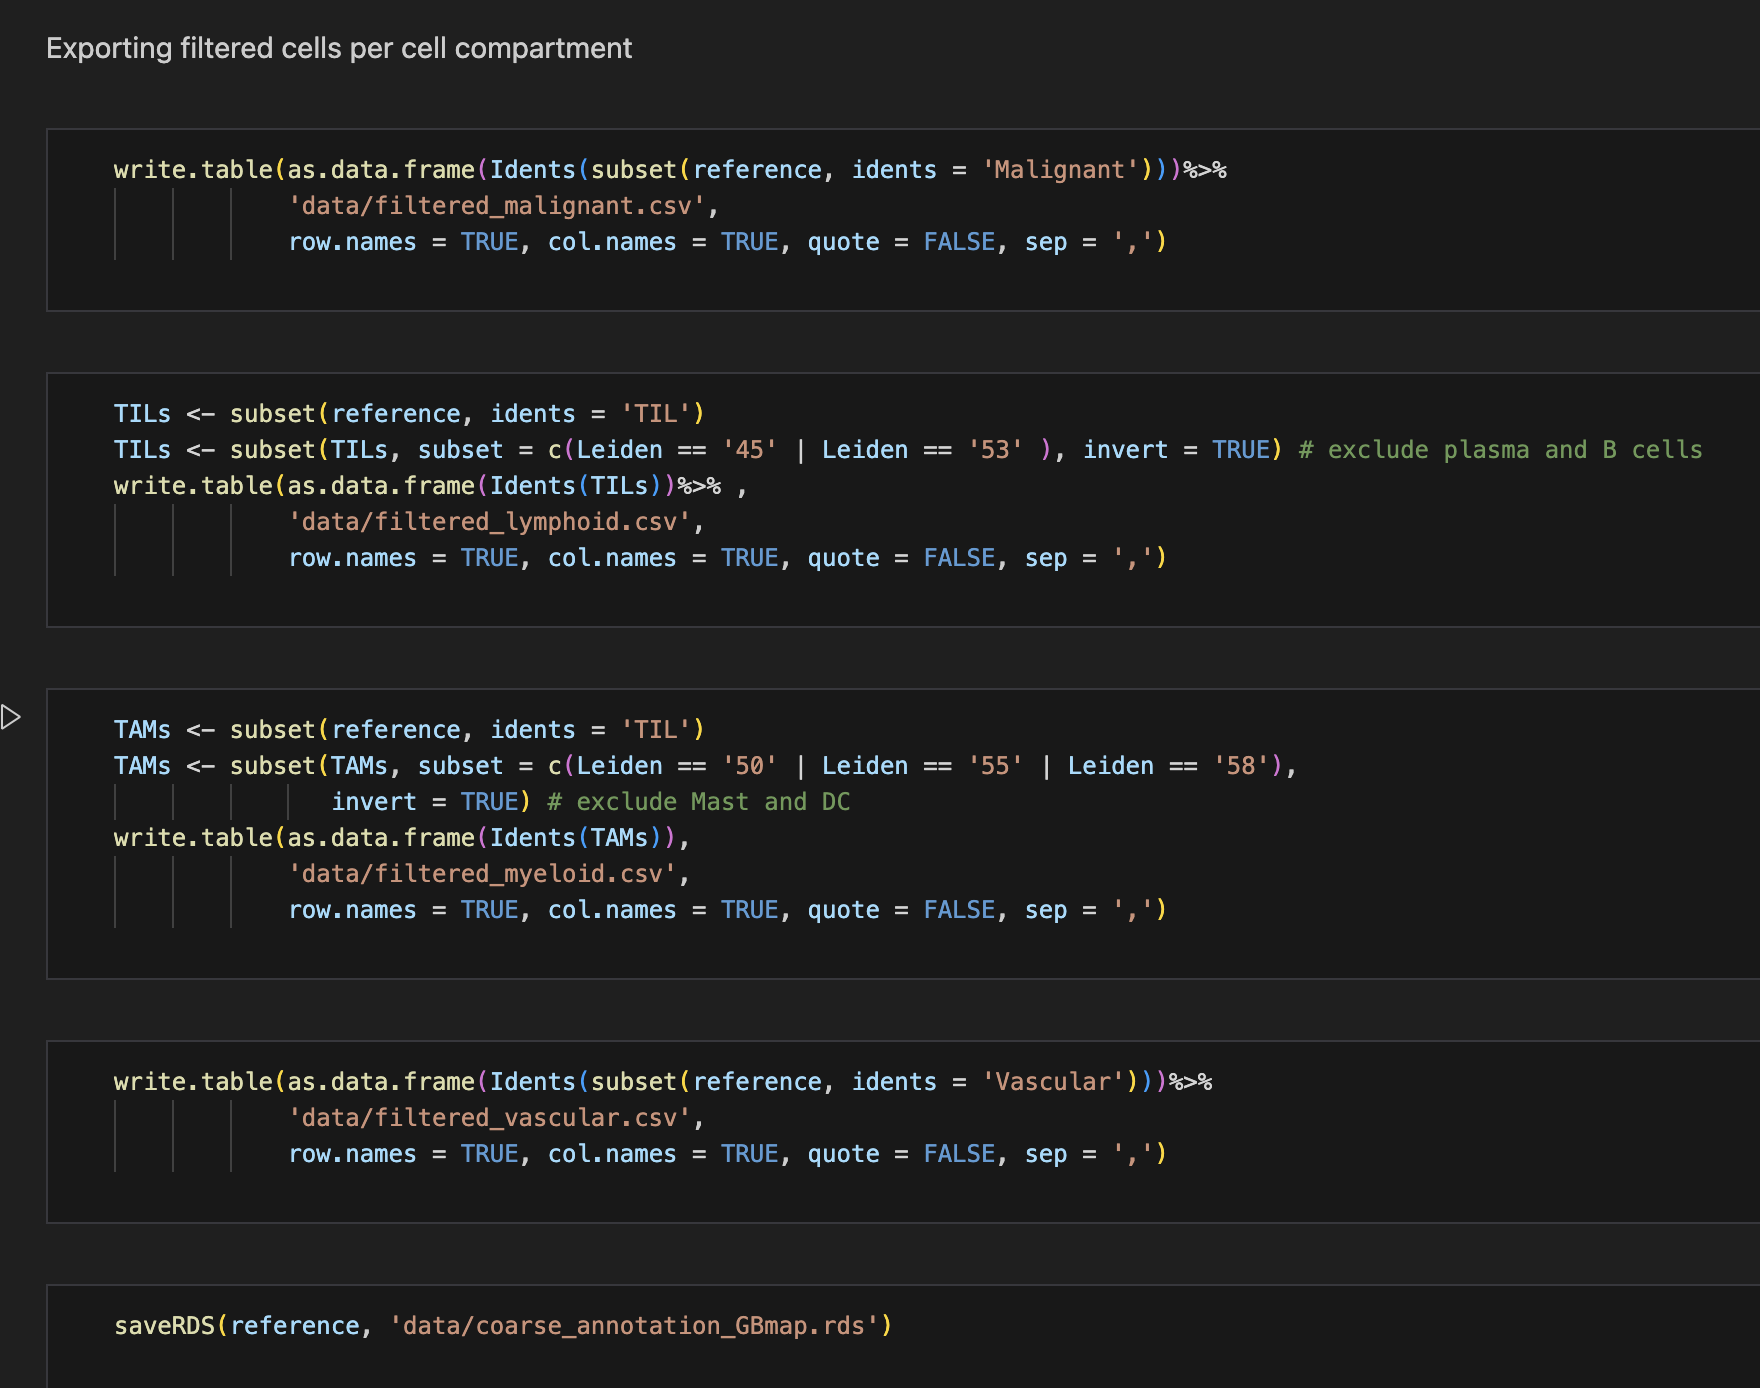 Exporting filtered cells per cell compartment
write.table(as.data.frame(Idents(subset(reference, idents = 'Malignant')))%>%
'data/filtered_malignant.csv',
row.names = TRUE, col.names = TRUE, quote = FALSE, sep = ',')
TILs <- subset(reference, idents = 'TIL')
TILs <- subset(TILs, subset = c(Leiden == '45' | Leiden == '53' ), invert = TRUE) # exclude plasma and B cells
write.table(as.data.frame(Idents(TILs))%>% ,
'data/filtered_lymphoid.csv',
row.names = TRUE, col.names = TRUE, quote = FALSE, sep = ',')
TAMs <- subset(reference, idents = 'TIL')
TAMs <- subset(TAMs, subset = c(Leiden == '50' | Leiden == '55' | Leiden == '58'),
invert = TRUE) # exclude Mast and DC
write.table(as.data.frame(Idents(TAMs)),
'data/filtered_myeloid.csv',
row.names = TRUE, col.names = TRUE, quote = FALSE, sep = ',')
write.table(as.data.frame(Idents(subset(reference, idents = 'Vascular')))%>%
'data/filtered_vascular.csv',
row.names = TRUE, col.names = TRUE, quote = FALSE, sep = ',')
saveRDS(reference, 'data/coarse_annotation_GBmap.rds')